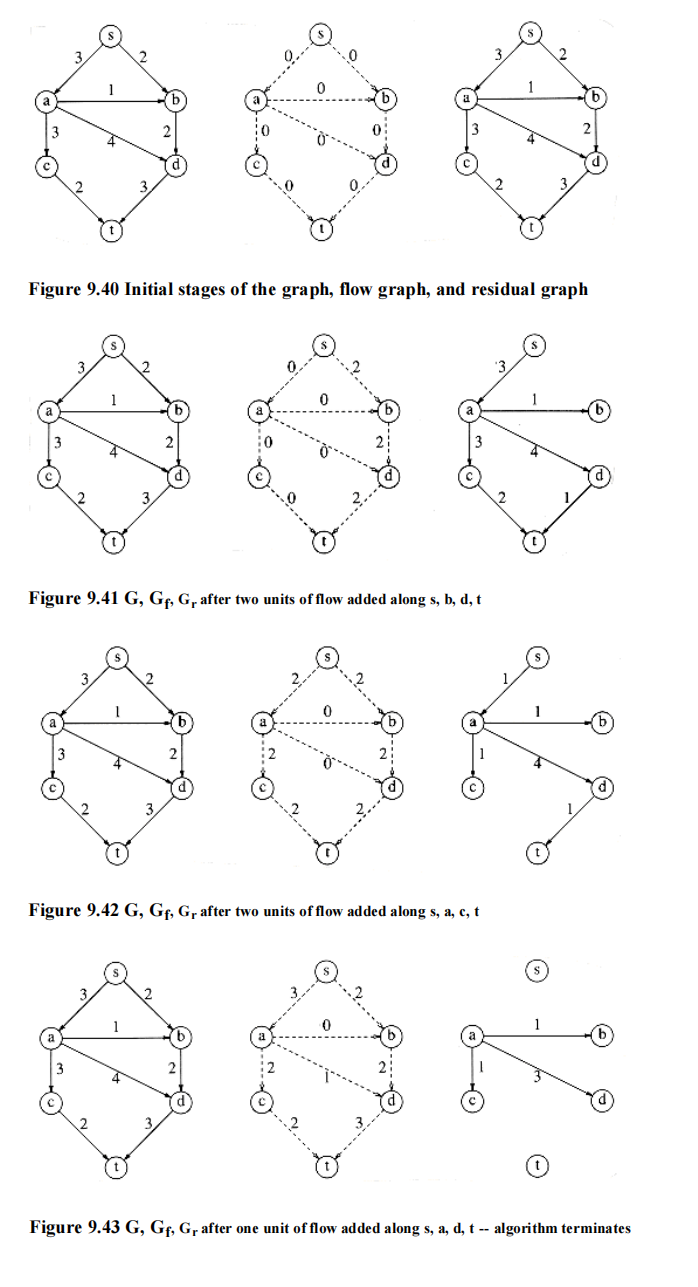 s s s
3 2 0 0 3 2
1 0 1
a b a b a b
3 2 0 0 3 2
4 0 4
c d c d c d
2 3 0 0 2 3
t t t
Figure 9.40 Initial stages of the graph, flow graph, and residual graph
s s s
3 2 0 2 3
1 0 1
a b a b a b
3 2 0 2 3
4 0 4
c d c d c d
2 3 0 2 2 1
t t t
Figure 9.41 G, Gf, Gr after two units of flow added along s, b, d, t
s s s
3 2 2 2 1
1 0 1
a b a b a b
3 2 2 2 1
4 0 4
c d c d c d
2 3 2 2 1
t t t
Figure 9.42 G, Gf, Gr after two units of flow added along s, a, c, t
s s s
3 2 3 2
1 0 1
a b a b a b
3 2 2 2 1
4 1 3
c d c d c d
2 3 2 3
t t t
Figure 9.43 G, Gf, Gr after one unit of flow added along s, a, d, t -- algorithm terminates